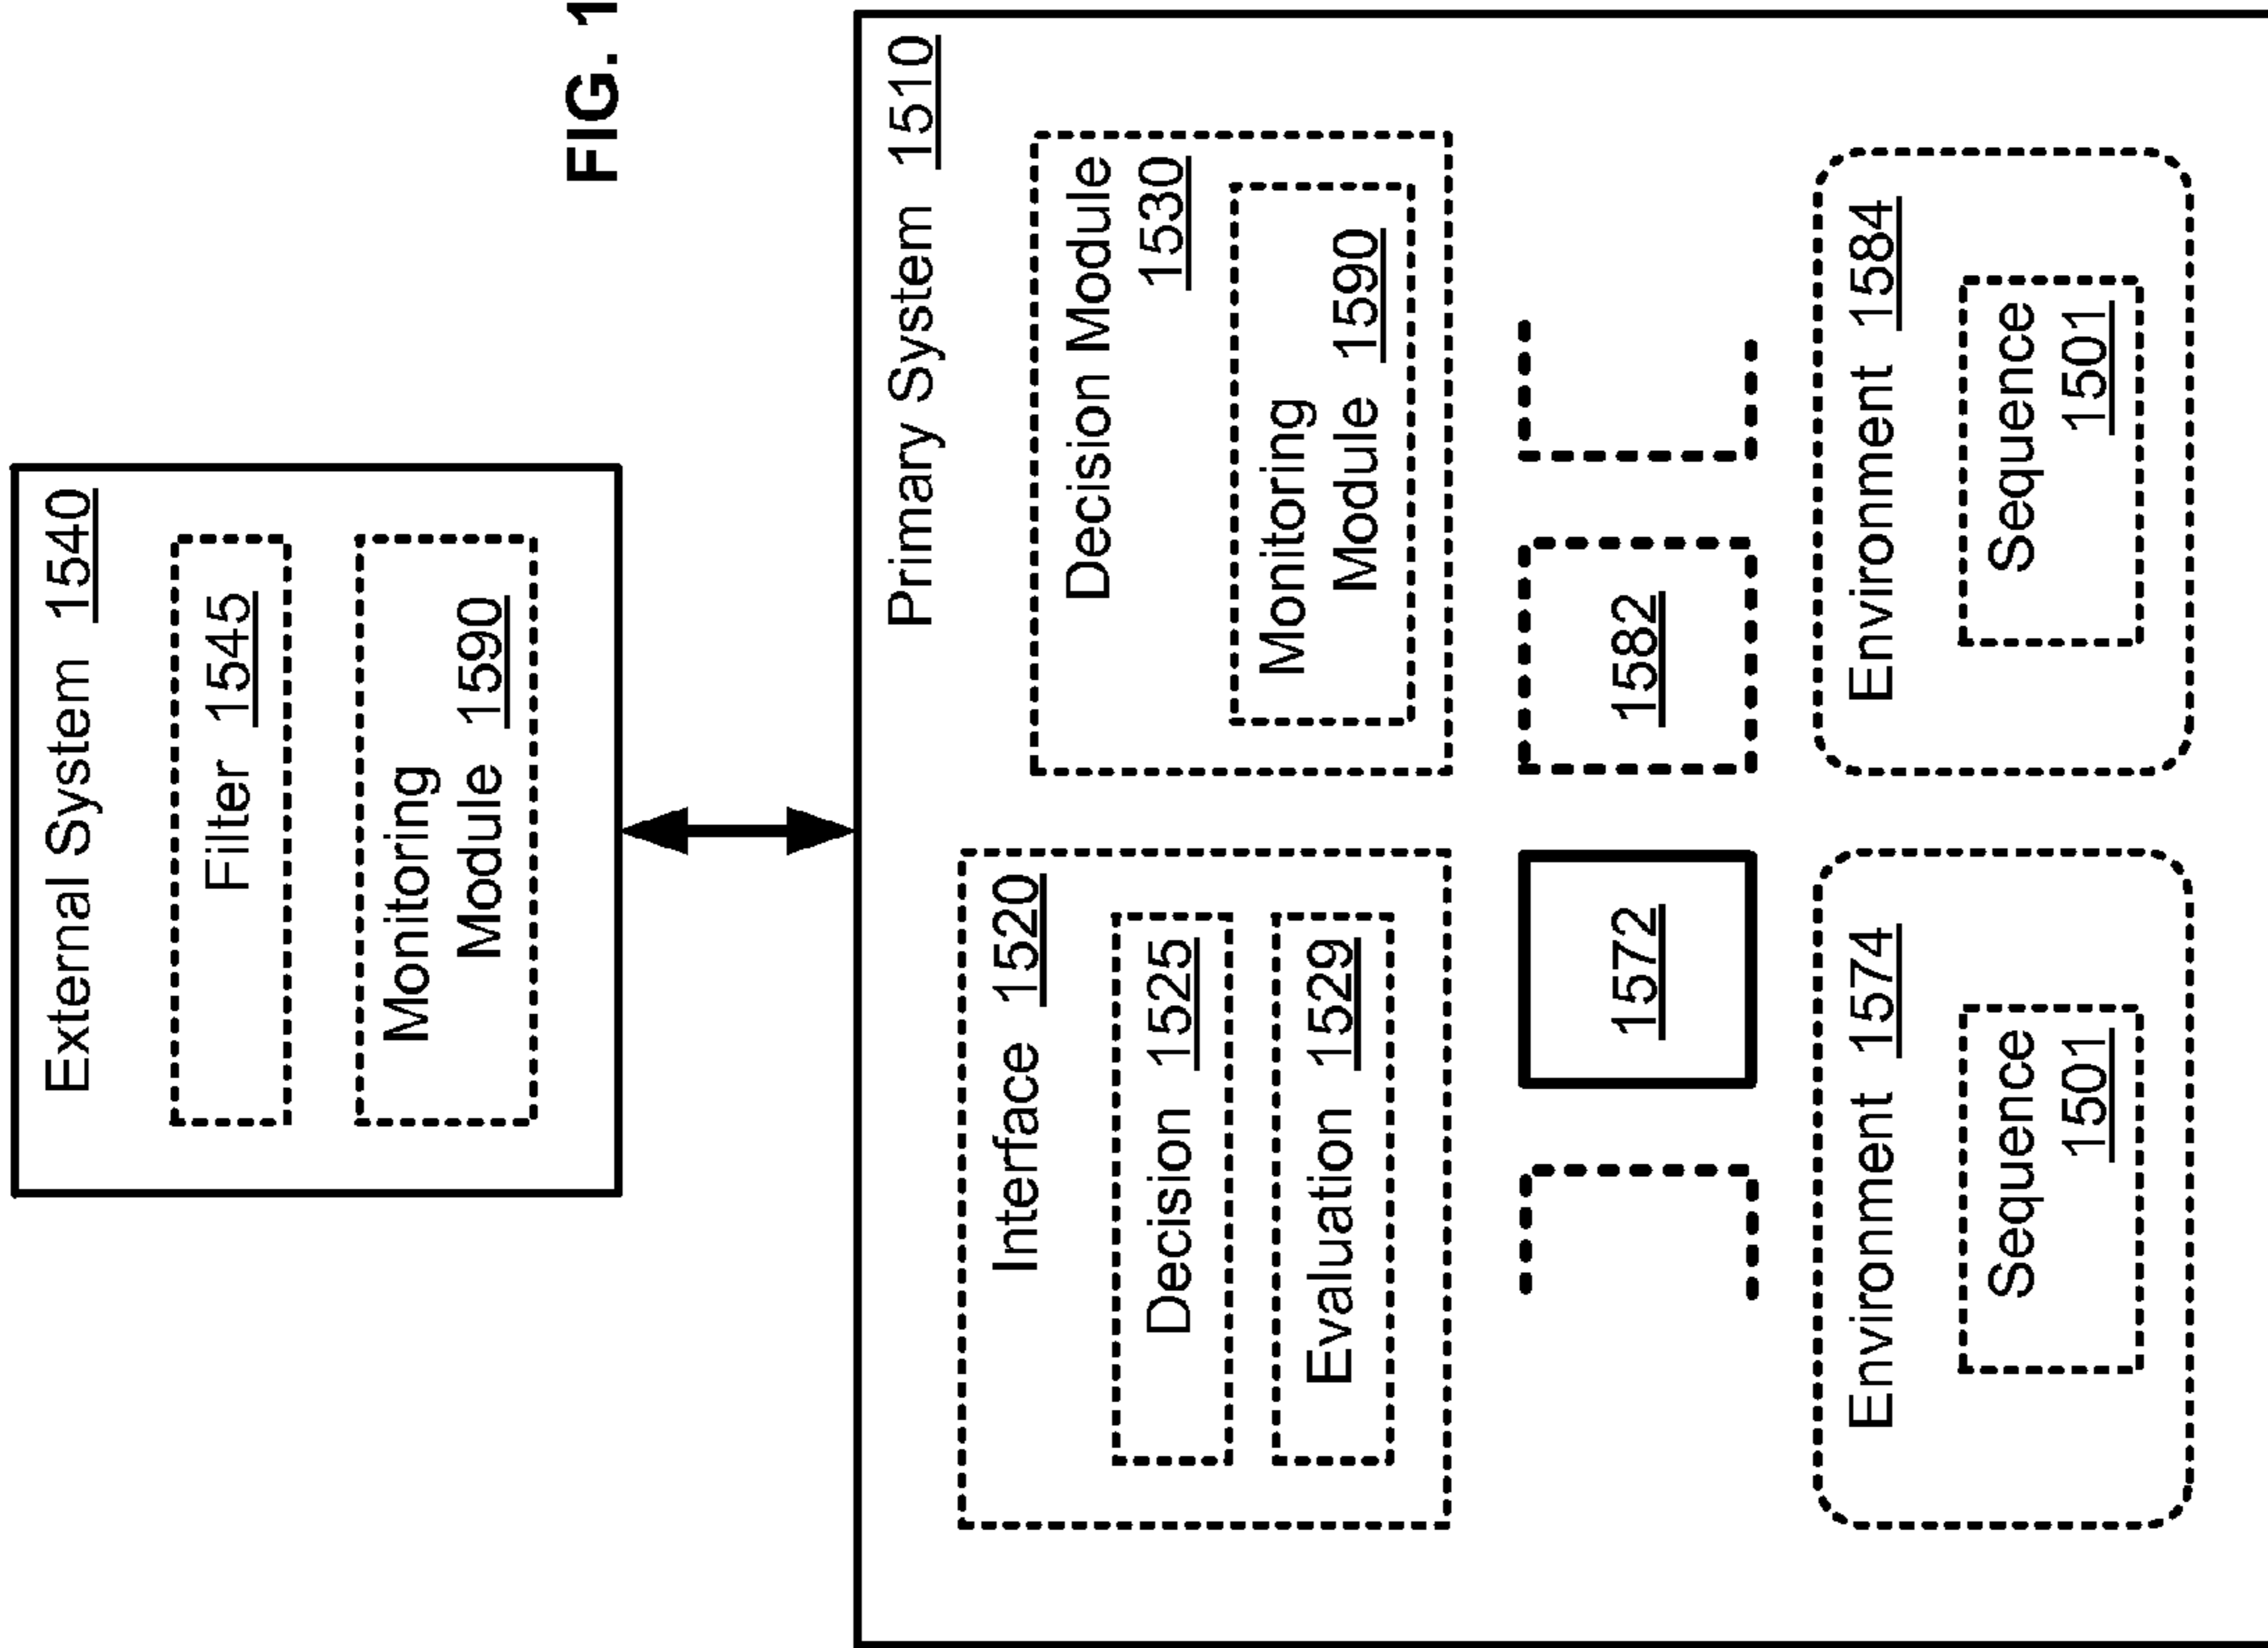 External System 1540
Filter 1545
Monitoring
Module 1590
FIG. 1
Primary System 1510
Interface 1520
Decision 1525
Evaluation 1529
Decision Module
1530
Monitoring
Module 1590
1572
1582
Environment 1574
Sequence
1501
Environment 1584
Sequence
1501